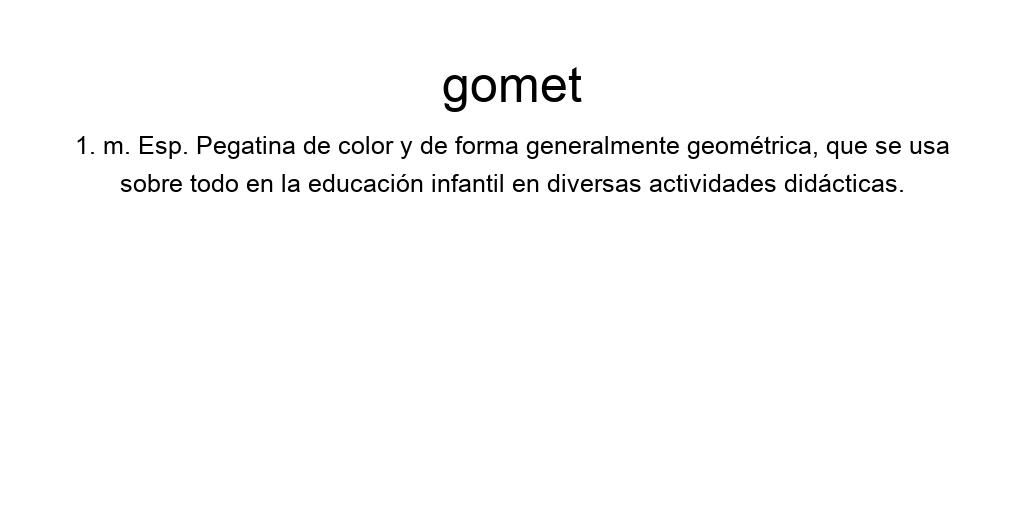 gomet
1. m. Esp. Pegatina de color y de forma generalmente geométrica, que se usa
sobre todo en la educación infantil en diversas actividades didácticas.